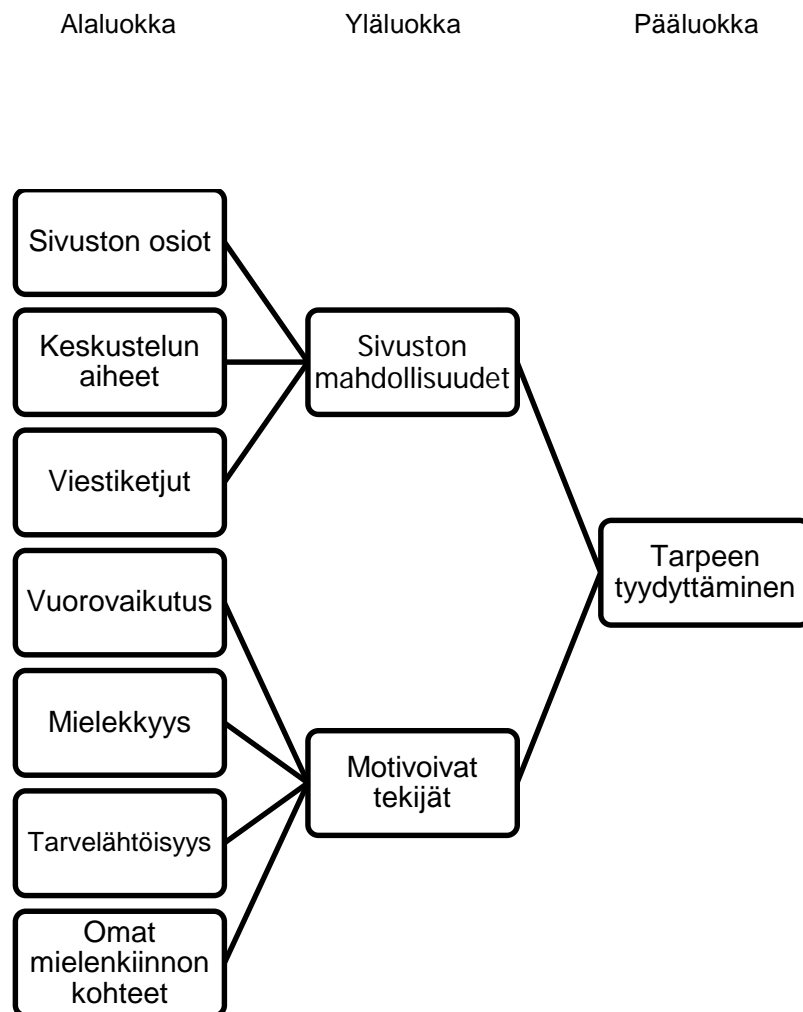 Alaluokka Yläluokka Pääluokka
Sivuston osiot
Keskustelun
aiheet
Viestiketjut
Vuorovaikutus
Mielekkyys
Tarvelähtöisyys
Omat
mielenkiinnon
kohteet
Sivuston
mahdollisuudet
Motivoivat
tekijät
Tarpeen
tyydyttäminen